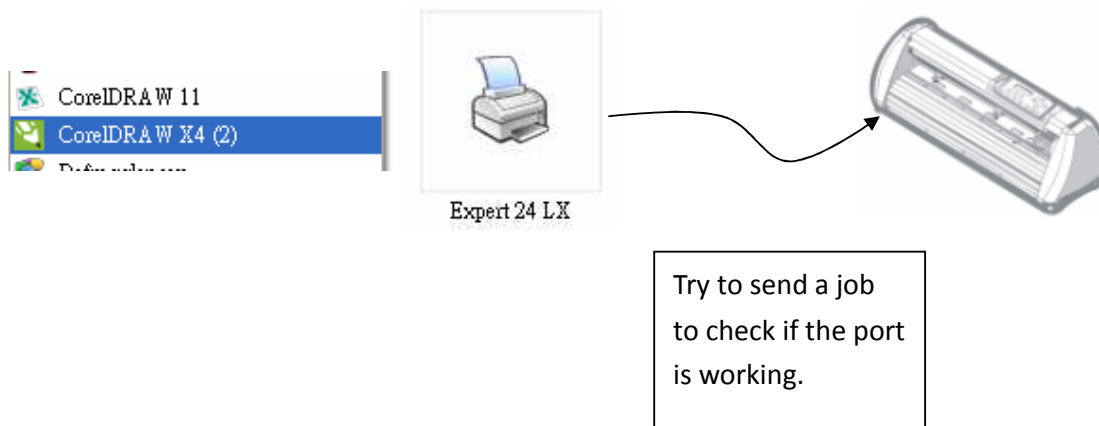 CorelDRAW 11
CorelDRAW X4 (2)
Expert 24 LX
Try to send a job
to check if the port
is working.